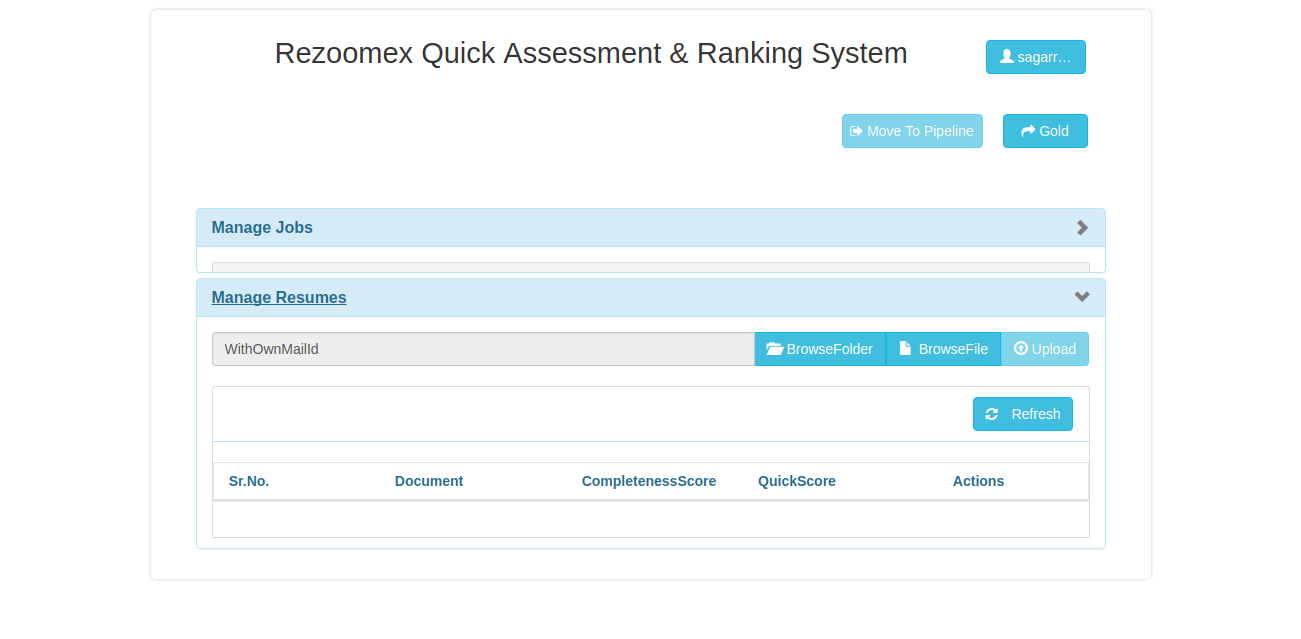 Rezoomex Quick Assessment & Ranking System
sagarr…
Move To Pipeline
Gold
Manage Jobs
Manage Resumes
WithOwnMailId
BrowseFolder
BrowseFile
Upload
Refresh
Sr.No. Document CompletenessScore QuickScore Actions